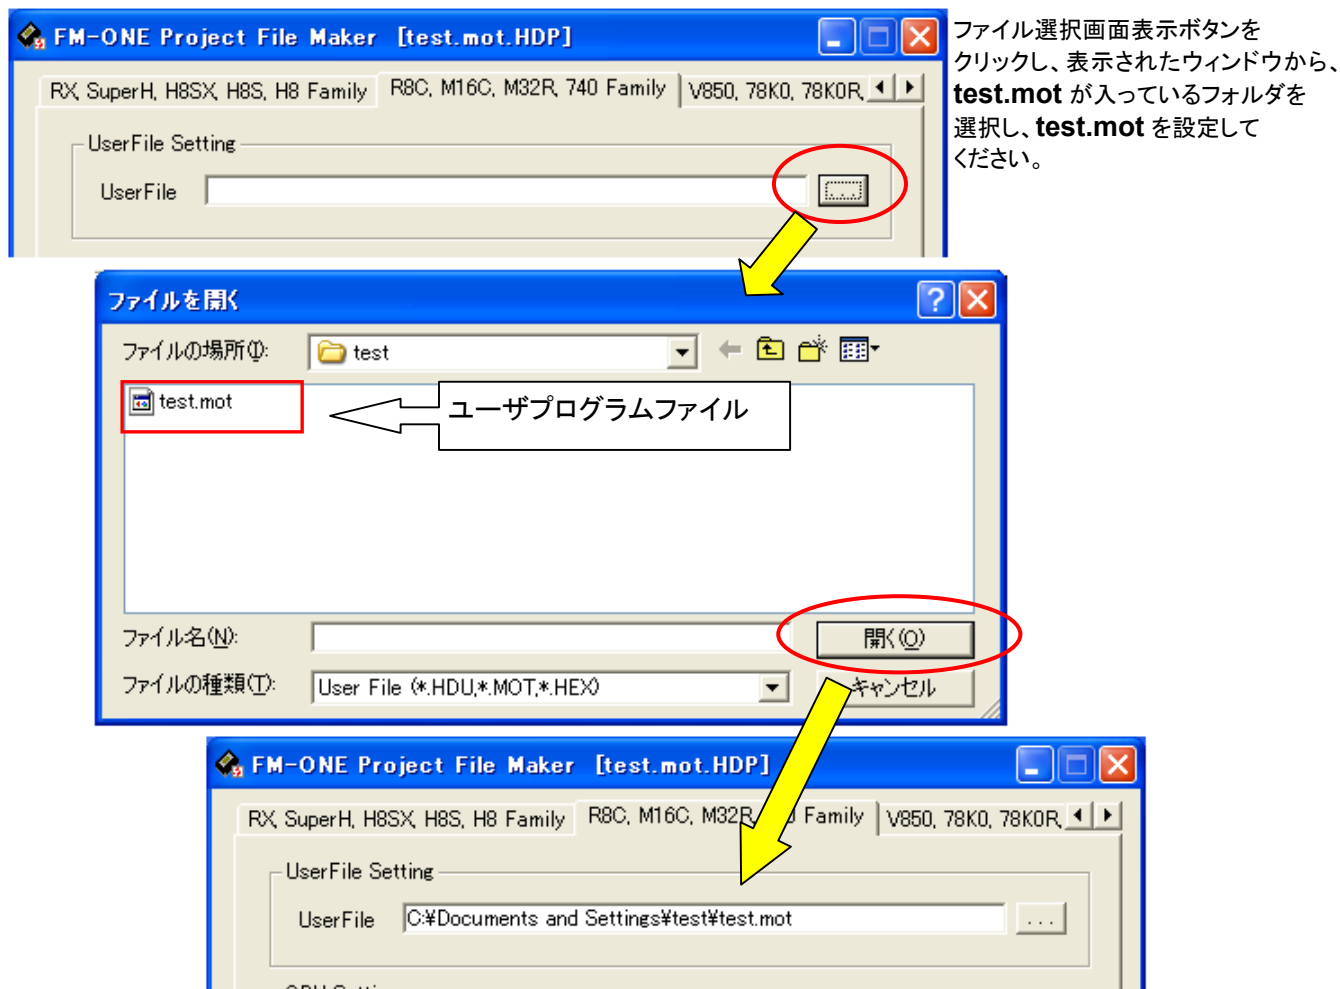 FM-ONE Project File Maker [test.mot.HDP]
ファイル選択画面表示ボタンを
クリックし、表示されたウィンドウから、
test.mot が入っているフォルダを
選択し、test.mot を設定して
ください。
RX, SuperH, H8SX, H8S, H8 Family
R8C, M16C, M32R, 740 Family
V850, 78K0, 78K0R,
UserFile Setting
UserFile
...
ファイルを開く
ファイルの場所(I):
test
test.mot
ユーザプログラムファイル
ファイル名(N):
開く(O)
ファイルの種類(T):
User File (*.HDU,*.MOT,*.HEX)
キャンセル
FM-ONE Project File Maker [test.mot.HDP]
RX, SuperH, H8SX, H8S, H8 Family
R8C, M16C, M32R, Family
V850, 78K0, 78K0R,
UserFile Setting
UserFile
C:¥Documents and Settings¥test¥test.mot
...